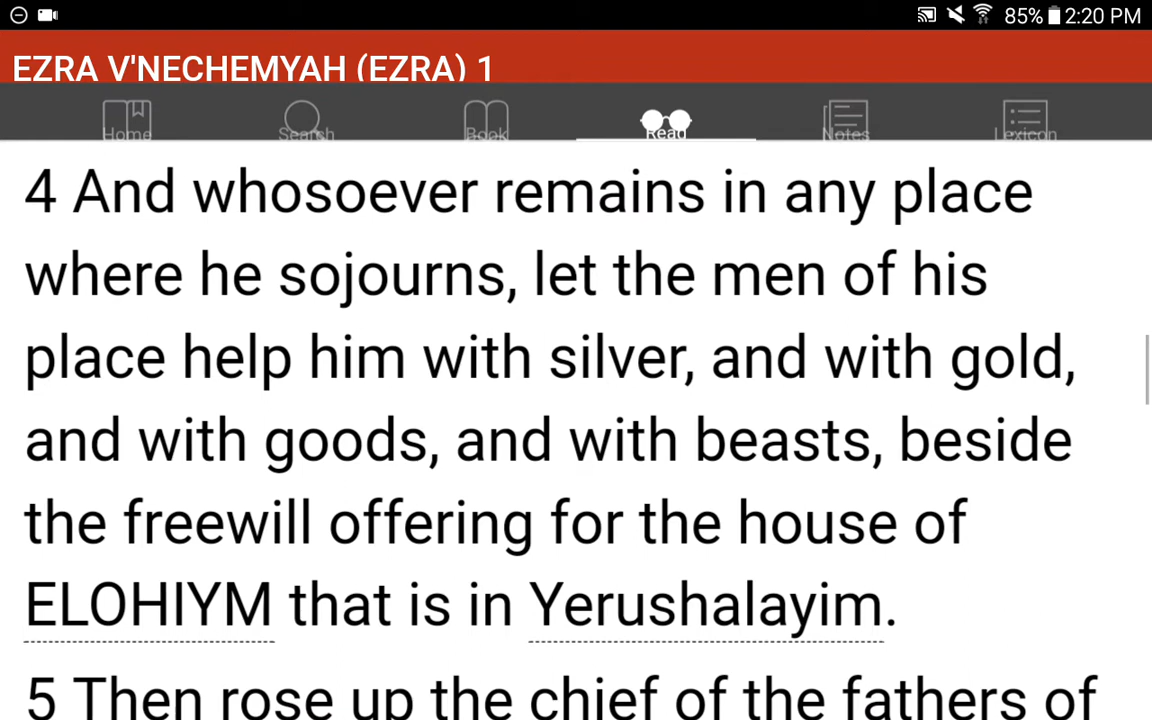 85% 2:20 PM
EZRA V'NECHEMYAH (EZRA) 1
Home Search Book Read Notes Lexicon
4 And whosoever remains in any place
where he sojourns, let the men of his
place help him with silver, and with gold,
and with goods, and with beasts, beside
the freewill offering for the house of
ELOHIYM that is in Yerushalayim.
5 Then rose up the chief of the fathers of